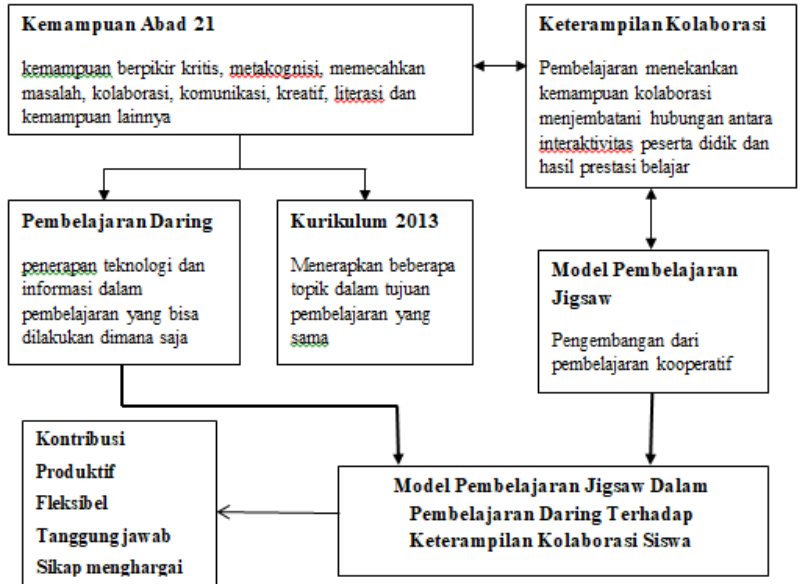 Kemampuan Abad 21
kemampuan berpikir kritis, metakognisi, memecahkan
masalah, kolaborasi, komunikasi, kreatif, literasi dan
kemampuan lainnya
Keterampilan Kolaborasi
Pembelajaran menekankan
kemampuan kolaborasi
menjembatani hubungan antara
interaktivitas peserta didik dan
hasil prestasi belajar
Pembelajaran Daring
penerapan teknologi dan
informasi dalam
pembelajaran yang bisa
dilakukan dimana saja
Kurikulum 2013
Menerapkan beberapa
topik dalam tujuan
pembelajaran yang
sama
Model Pembelajaran
Jigsaw
Pengembangan dari
pembelajaran kooperatif
Kontribusi
Produktif
Fleksibel
Tanggung jawab
Sikap menghargai
Model Pembelajaran Jigsaw Dalam
Pembelajaran Daring Terhadap
Keterampilan Kolaborasi Siswa